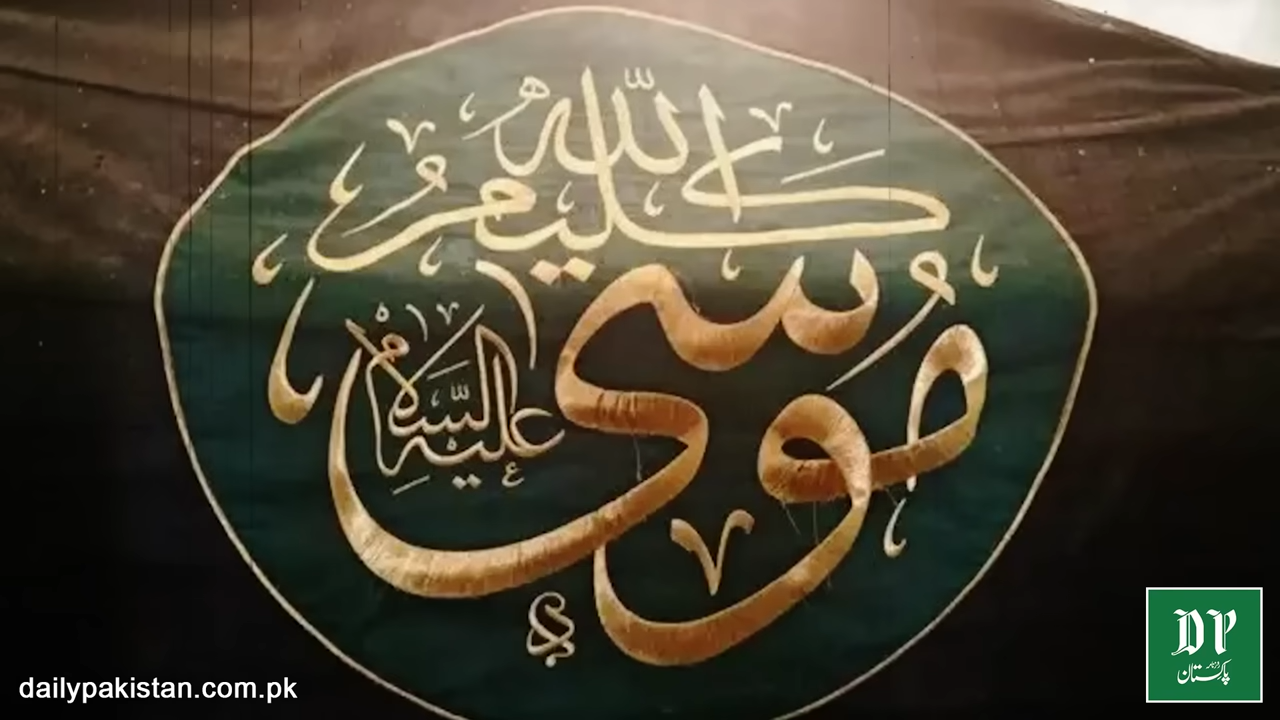 موسى
كليم الله
عليه السلام
dailypakistan.com.pk
DP
روزنامہ
پاکستان